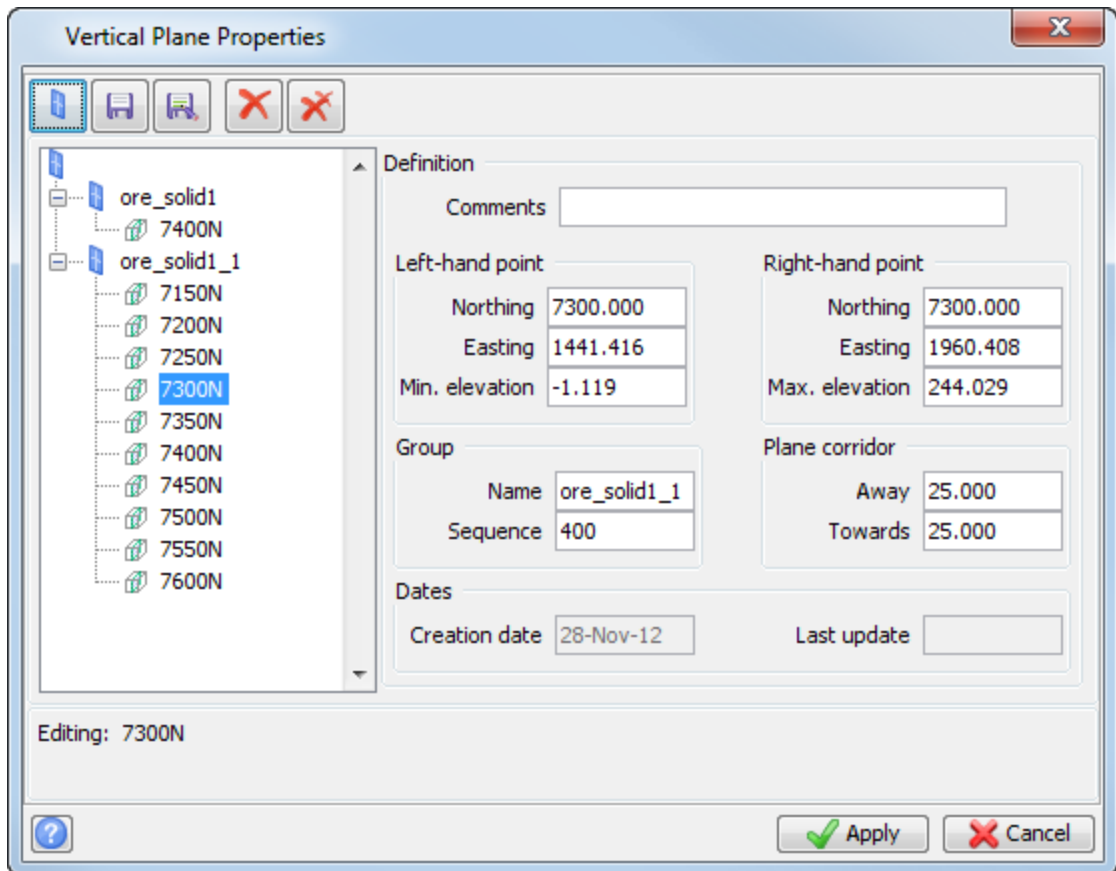 Vertical Plane Properties
ore_solid1
7400N
ore_solid1_1
7150N
7200N
7250N
7300N
7350N
7400N
7450N
7500N
7550N
7600N
Definition
Comments
Left-hand point
Northing 7300.000
Easting 1441.416
Min. elevation -1.119
Right-hand point
Northing 7300.000
Easting 1960.408
Max. elevation 244.029
Group
Name ore_solid1_1
Sequence 400
Plane corridor
Away 25.000
Towards 25.000
Dates
Creation date 28-Nov-12 Last update
Editing: 7300N
? Apply Cancel